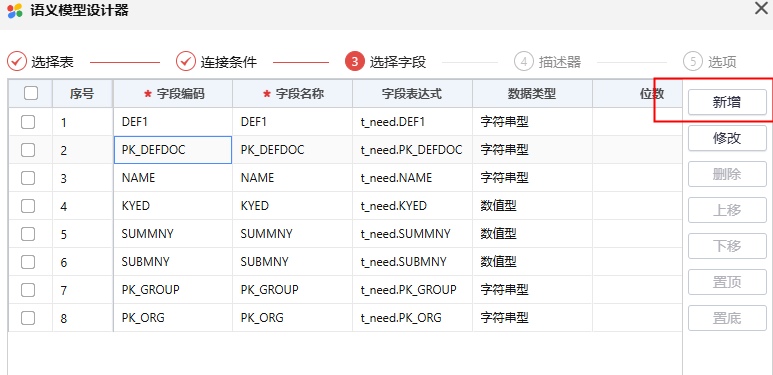 语义模型设计器
选择表 连接条件 3 选择字段 4 描述器 5 选项
序号 * 字段编码 * 字段名称 字段表达式 数据类型 位数
1 DEF1 DEF1 t_need.DEF1 字符串型
2 PK_DEFDOC PK_DEFDOC t_need.PK_DEFDOC 字符串型
3 NAME NAME t_need.NAME 字符串型
4 KYED KYED t_need.KYED 数值型
5 SUMMNY SUMMNY t_need.SUMMNY 数值型
6 SUBMNY SUBMNY t_need.SUBMNY 数值型
7 PK_GROUP PK_GROUP t_need.PK_GROUP 字符串型
8 PK_ORG PK_ORG t_need.PK_ORG 字符串型
新增
修改
删除
上移
下移
置顶
置底